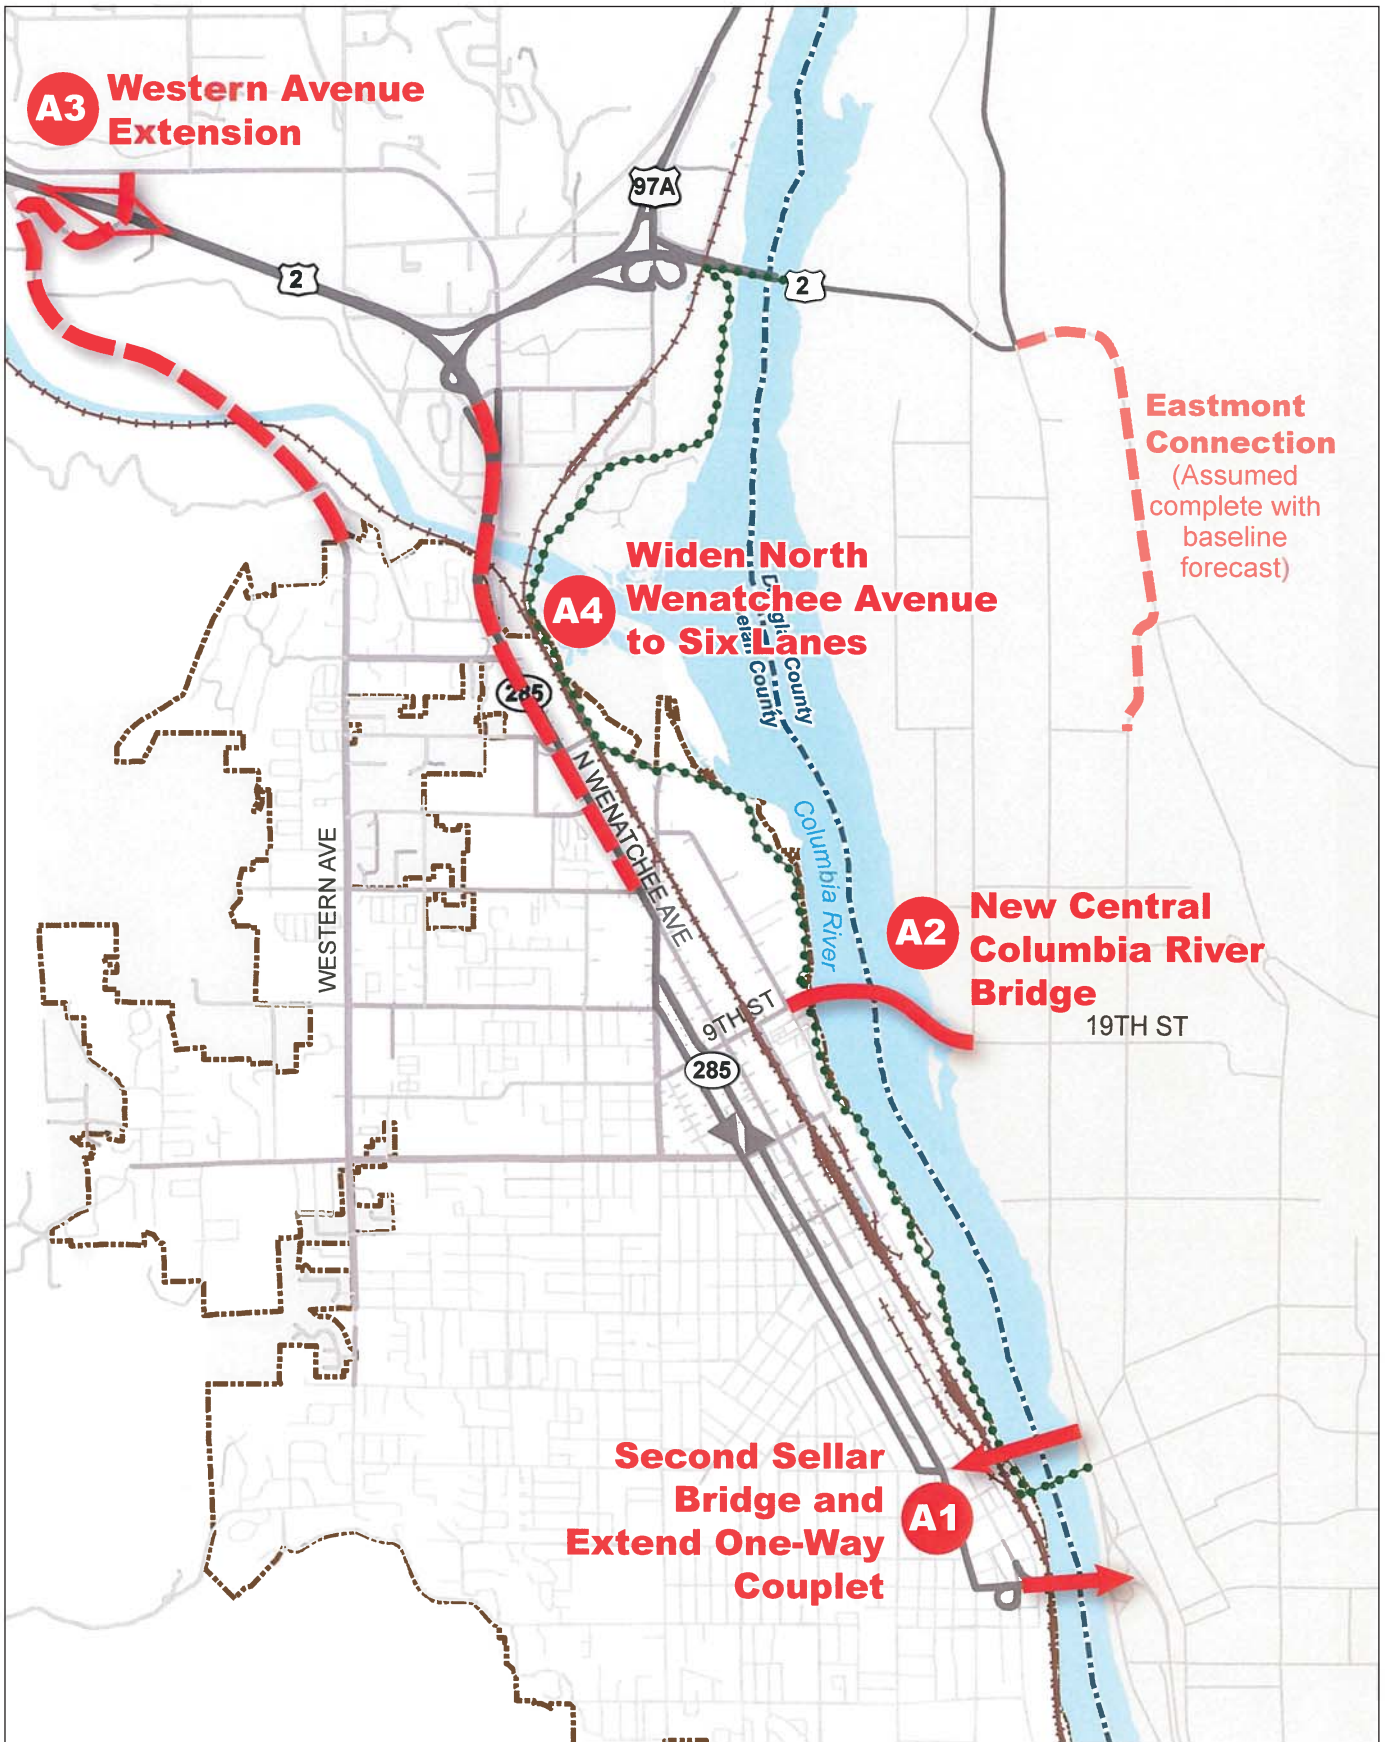 A3
Western Avenue
Extension
97A
2
2
Eastmont
Connection
(Assumed
complete with
baseline
forecast)
A4
Widen North
Wenatchee Avenue
to Six Lanes
County
County
285
N WENATCHEE AVE
WESTERN AVE
Columbia River
A2
New Central
Columbia River
Bridge
9TH ST
19TH ST
285
Second Sellar
Bridge and
Extend One-Way
Couplet
A1